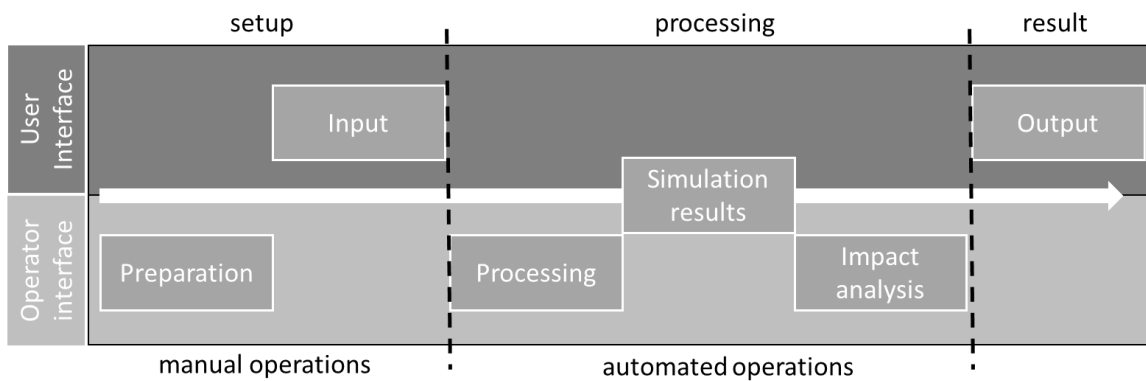 setup
processing
result
User
Interface
Input
Output
Simulation
results
Operator
interface
Preparation
Processing
Impact
analysis
manual operations
automated operations